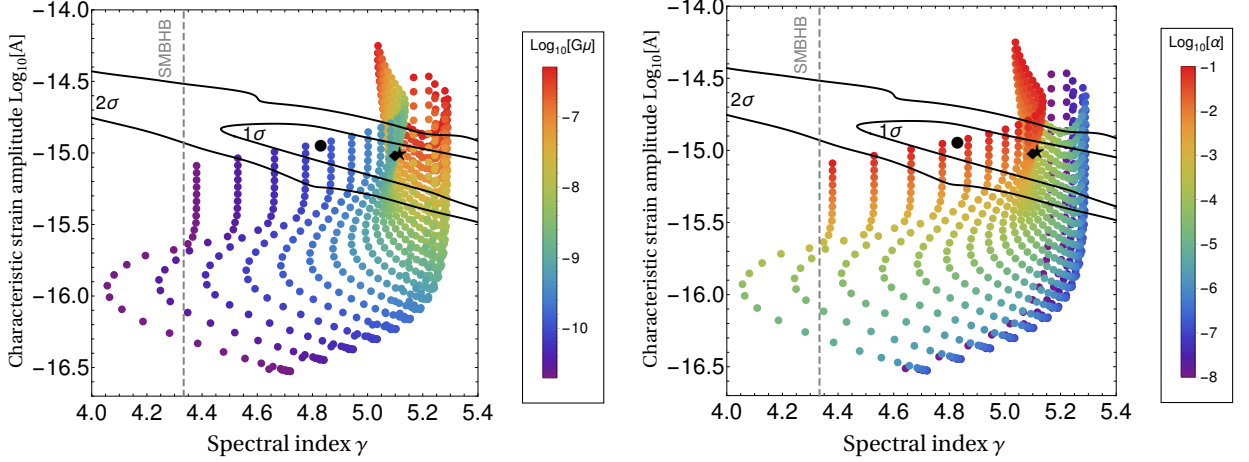 Characteristic strain amplitude Log₁₀[A]
−14.0
−14.5
−15.0
−15.5
−16.0
−16.5
SMBHB
2σ
1σ
4.0 4.2 4.4 4.6 4.8 5.0 5.2 5.4
Spectral index γ
Log₁₀[Gμ]
−7
−8
−9
−10
Characteristic strain amplitude Log₁₀[A]
−14.0
−14.5
−15.0
−15.5
−16.0
−16.5
SMBHB
2σ
1σ
4.0 4.2 4.4 4.6 4.8 5.0 5.2 5.4
Spectral index γ
Log₁₀[α]
−1
−2
−3
−4
−5
−6
−7
−8